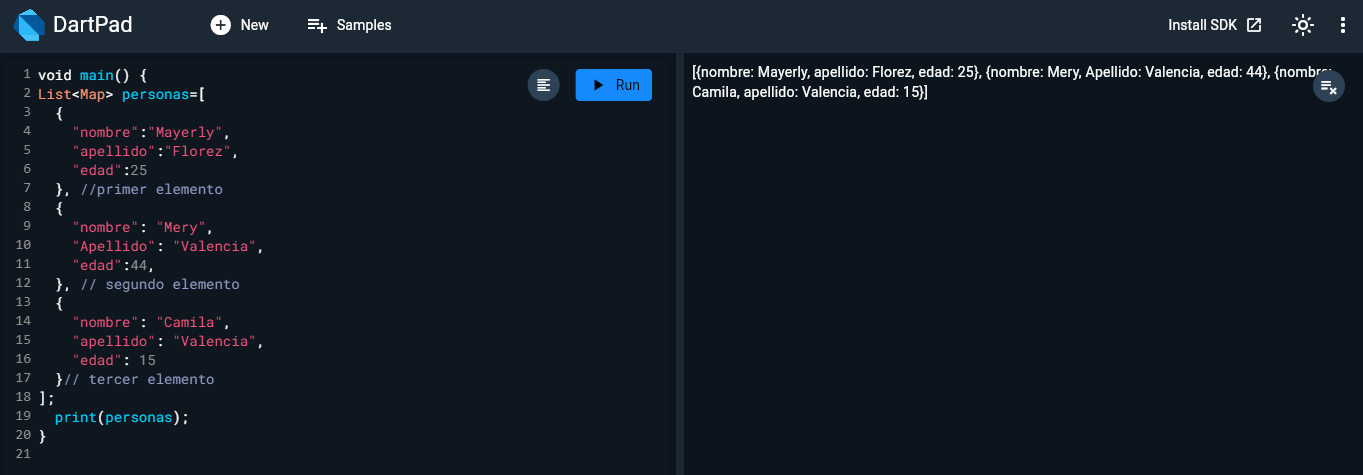 DartPad New Samples Install SDK
Run
1 void main() {
2 List<Map> personas=[
3   {
4     "nombre":"Mayerly",
5     "apellido":"Florez",
6     "edad":25
7   }, //primer elemento
8   {
9     "nombre": "Mery",
10     "Apellido": "Valencia",
11     "edad":44,
12   }, // segundo elemento
13   {
14     "nombre": "Camila",
15     "apellido": "Valencia",
16     "edad": 15
17   }// tercer elemento
18 ];
19   print(personas);
20 }
21
[{nombre: Mayerly, apellido: Florez, edad: 25}, {nombre: Mery, Apellido: Valencia, edad: 44}, {nombre:
Camila, apellido: Valencia, edad: 15}]